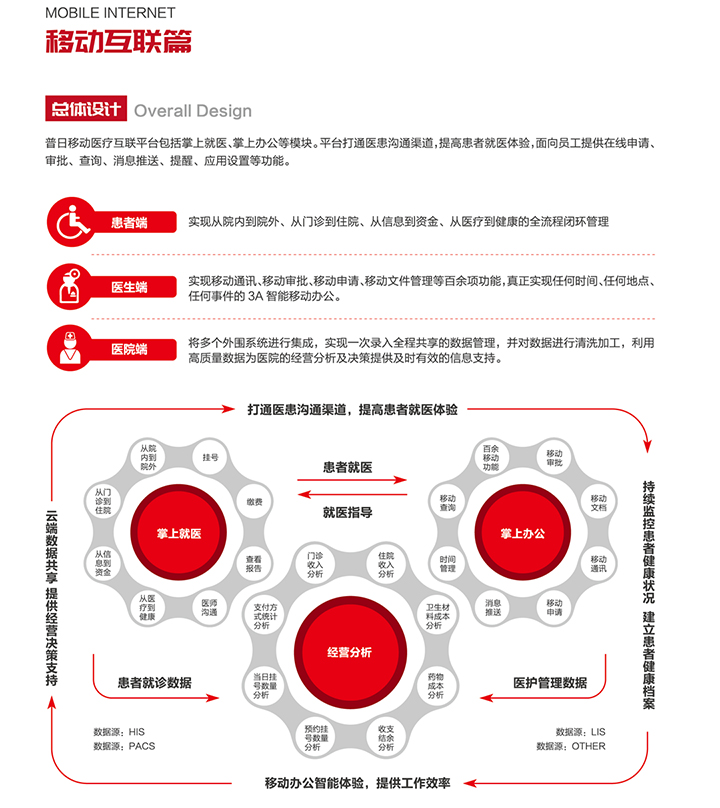 MOBILE INTERNET
移动互联篇
总体设计 Overall Design
普日移动医疗互联平台包括掌上就医、掌上办公等模块。平台打通医患沟通渠道,提高患者就医体验,面向员工提供在线申请、
审批、查询、消息推送、提醒、应用设置等功能。
患者端
实现从院内到院外、从门诊到住院、从信息到资金、从医疗到健康的全流程闭环管理
医生端
实现移动通讯、移动审批、移动申请、移动文件管理等百余项功能,真正实现任何时间、任何地点、
任何事件的 3A 智能移动办公。
医院端
将多个外围系统进行集成，实现一次录入全程共享的数据管理，并对数据进行清洗加工，利用
高质量数据为医院的经营分析及决策提供及时有效的信息支持。
打通医患沟通渠道，提高患者就医体验
从院
内到
院外
挂号
从门
诊到
住院
缴费
掌上就医
从信
息到
资金
查看
报告
从医
疗到
健康
医师
沟通
患者就医
就医指导
百余
移动
功能
移动
审批
移动
查询
移动
文档
掌上办公
时间
管理
移动
通讯
消息
推送
移动
申请
门诊
收入
分析
住院
收入
分析
支付方
式统计
分析
卫生材
料成本
分析
经营分析
当日挂
号数量
分析
药物
成本
分析
预约挂
号数量
分析
收支
结余
分析
云端数据共享 提供经营决策支持
持续监控患者健康状况 建立患者健康档案
患者就诊数据
医护管理数据
数据源：HIS
数据源：PACS
数据源：LIS
数据源：OTHER
移动办公智能体验，提供工作效率